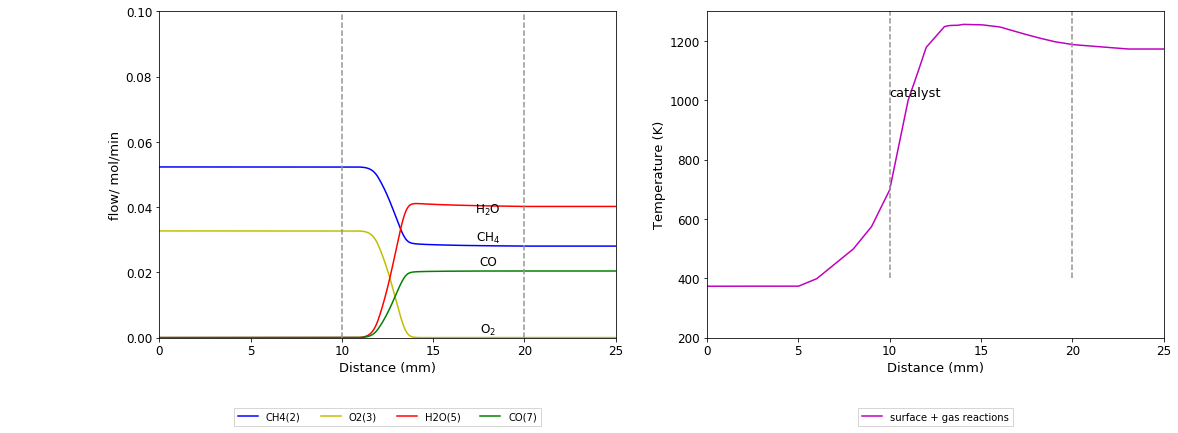 0.10
0.08
0.06
0.04
0.02
0.00
flow/ mol/min
H₂O
CH₄
CO
O₂
0 5 10 15 20 25
Distance (mm)
CH4(2) O2(3) H2O(5) CO(7)
1200
1000
800
600
400
200
Temperature (K)
catalyst
0 5 10 15 20 25
Distance (mm)
surface + gas reactions